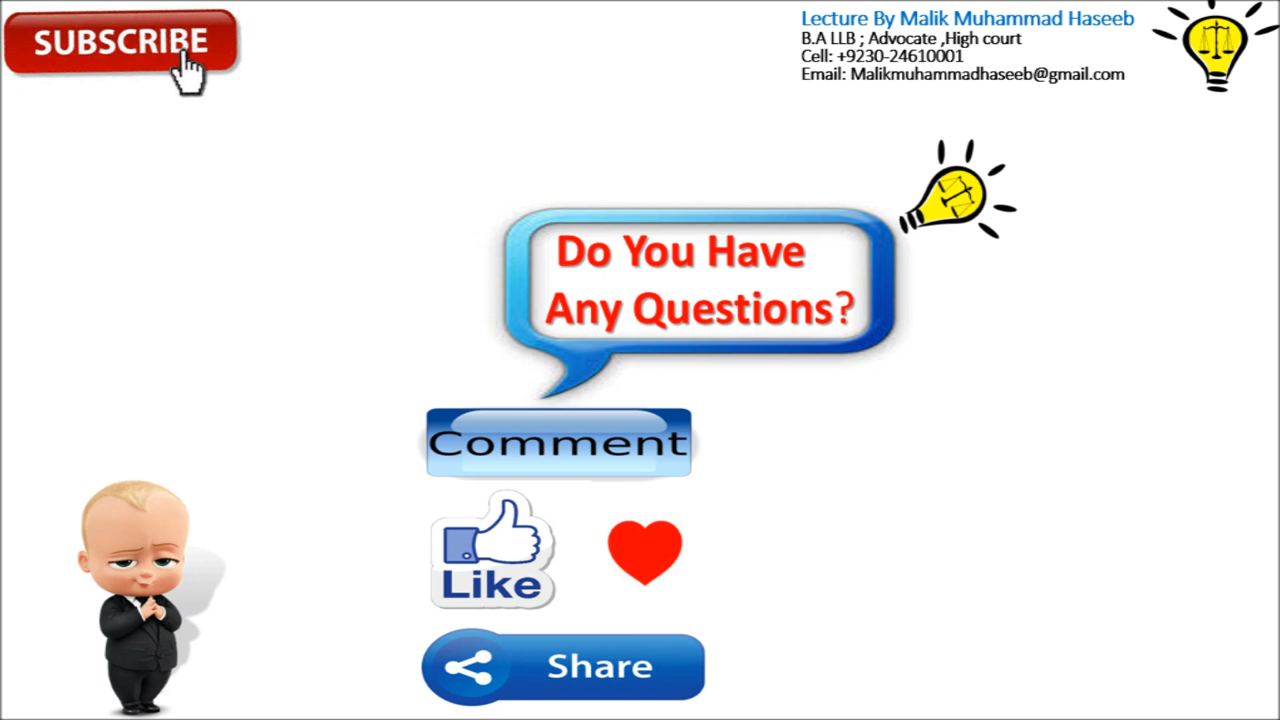 SUBSCRIBE
Lecture By Malik Muhammad Haseeb
B.A LLB ; Advocate ,High court
Cell: +9230-24610001
Email: Malikmuhammadhaseeb@gmail.com
Do You Have
Any Questions?
Comment
Like
Share